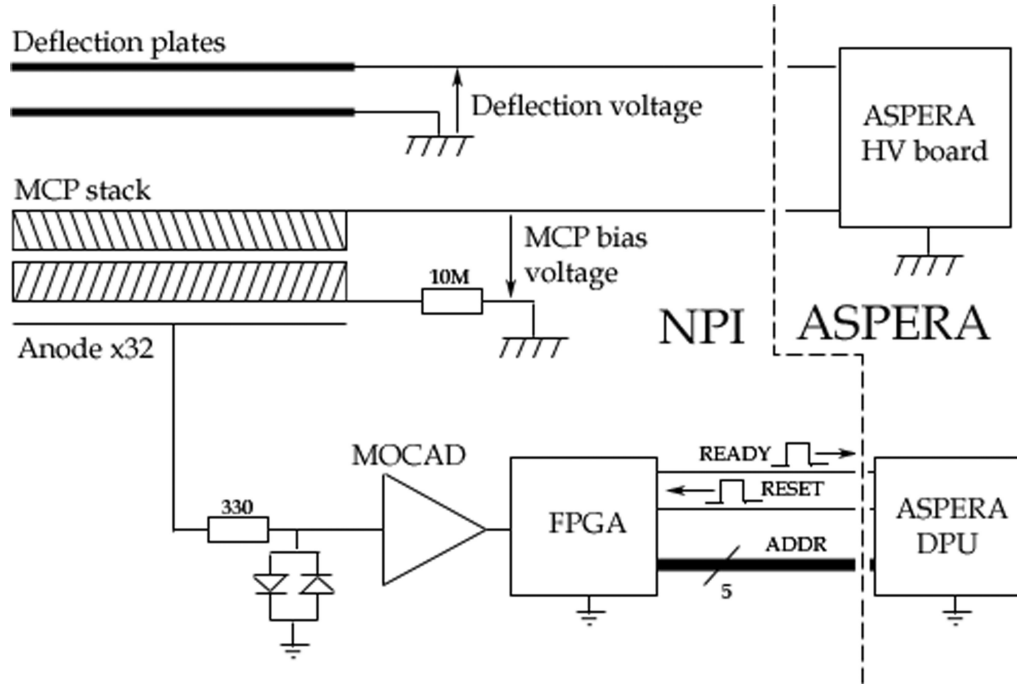 Deflection plates
Deflection voltage
ASPERA
HV board
MCP stack
MCP bias
voltage
10M
NPI
ASPERA
Anode x32
MOCAD
READY
RESET
330
FPGA
ASPERA
DPU
ADDR
5